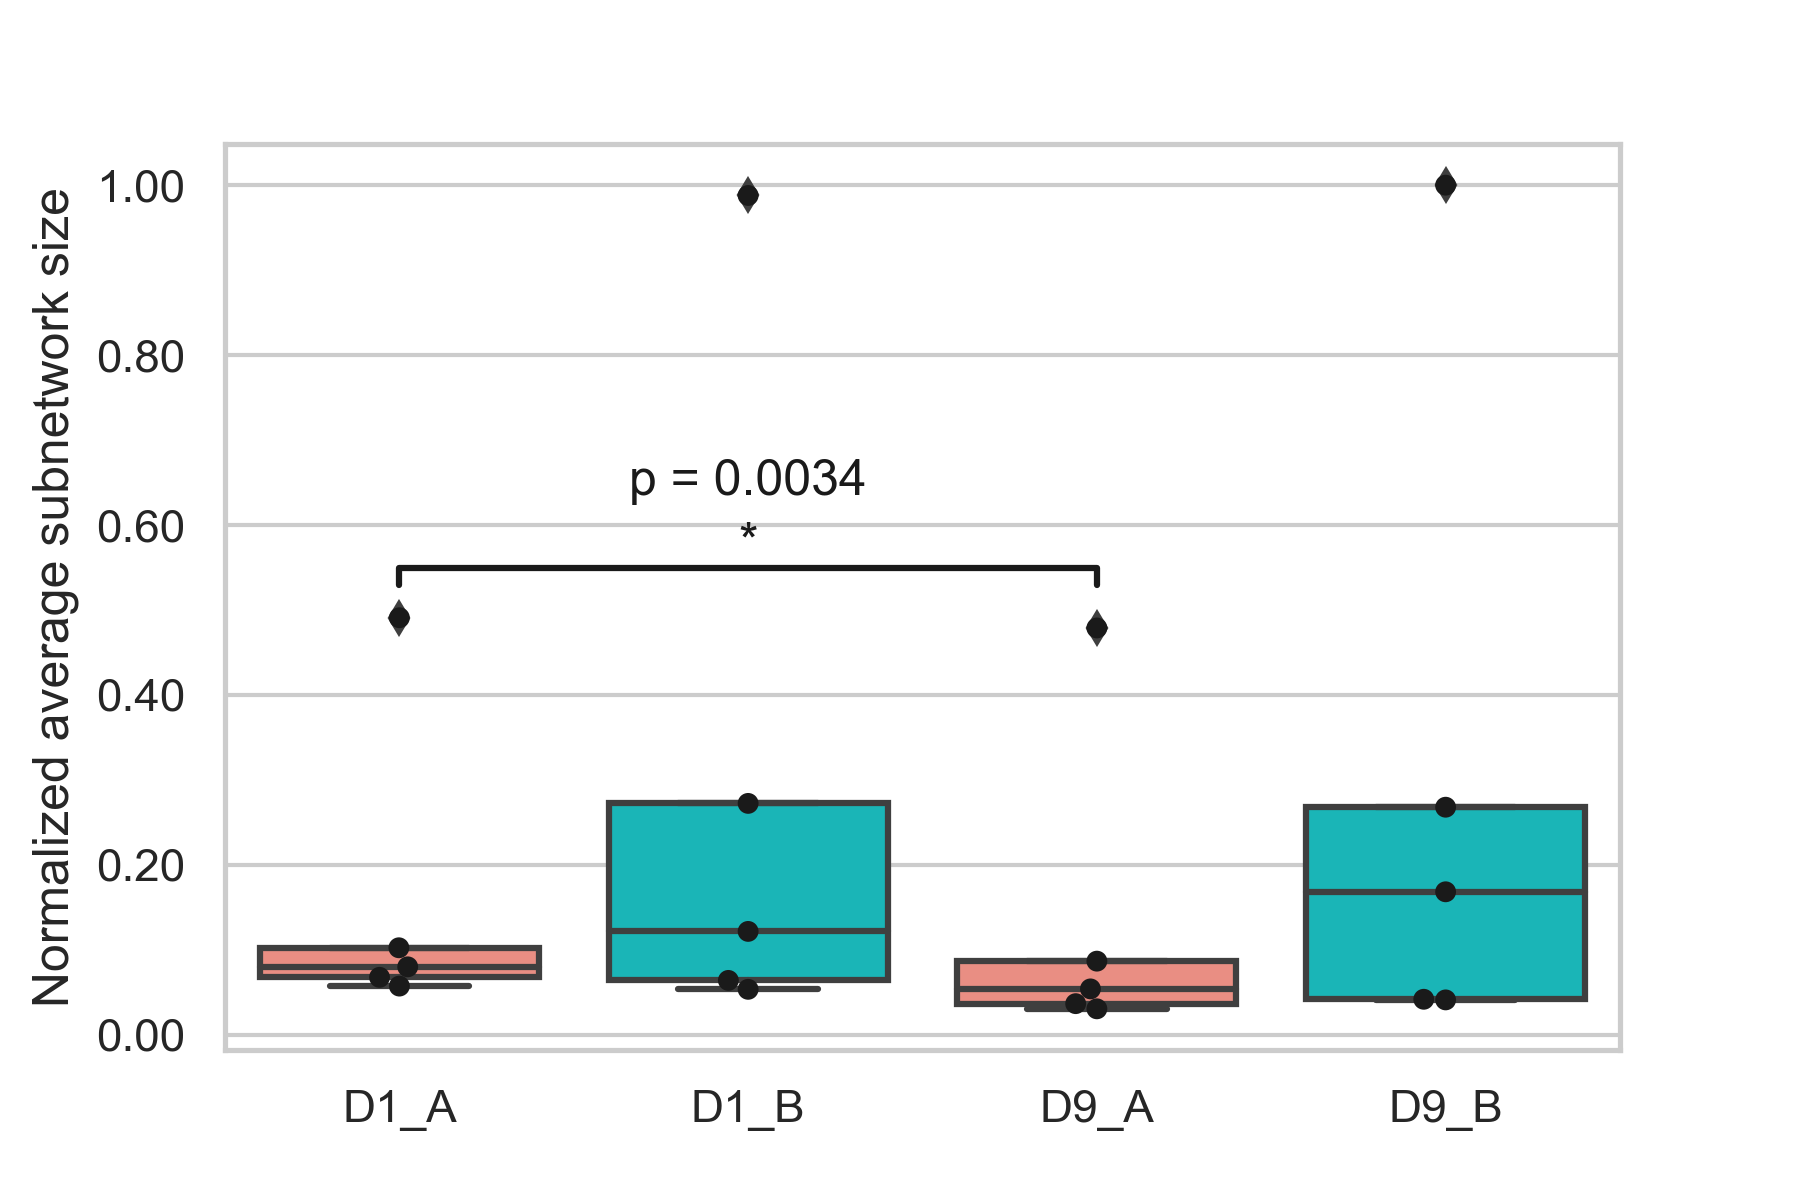 Normalized average subnetwork size
1.00
0.80
0.60
0.40
0.20
0.00
p = 0.0034
*
D1_A
D1_B
D9_A
D9_B